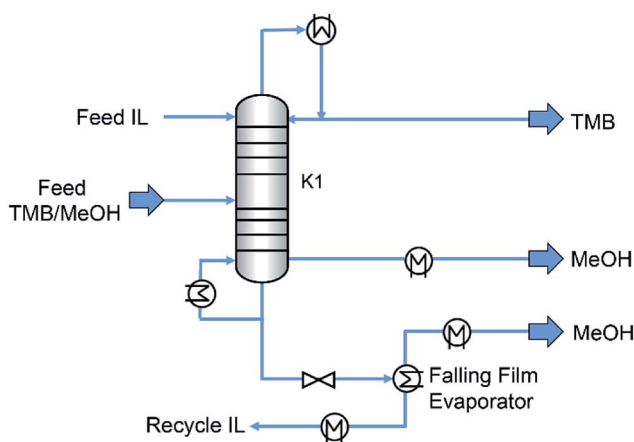 Feed IL
TMB
K1
Feed
TMB/MeOH
MeOH
MeOH
Falling Film
Evaporator
Recycle IL